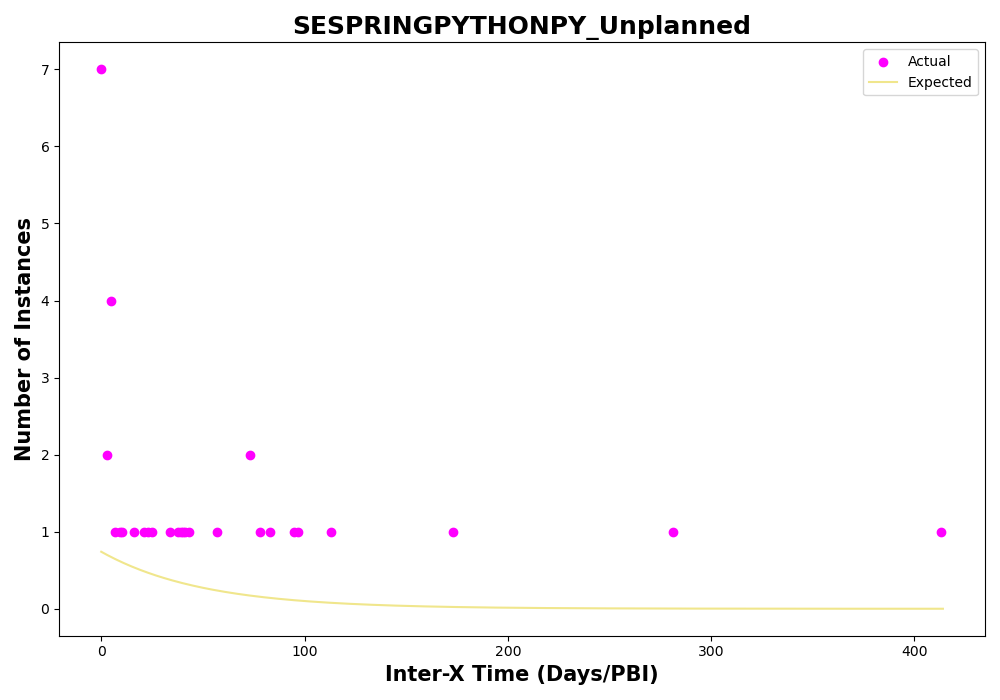 SESPRINGPYTHONPY_Unplanned
Actual
Expected
Number of Instances
7
6
5
4
3
2
1
0
0 100 200 300 400
Inter-X Time (Days/PBI)